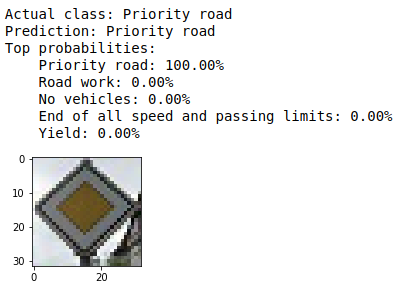 Actual class: Priority road
Prediction: Priority road
Top probabilities:
Priority road: 100.00%
Road work: 0.00%
No vehicles: 0.00%
End of all speed and passing limits: 0.00%
Yield: 0.00%
0
10
20
30
0 20